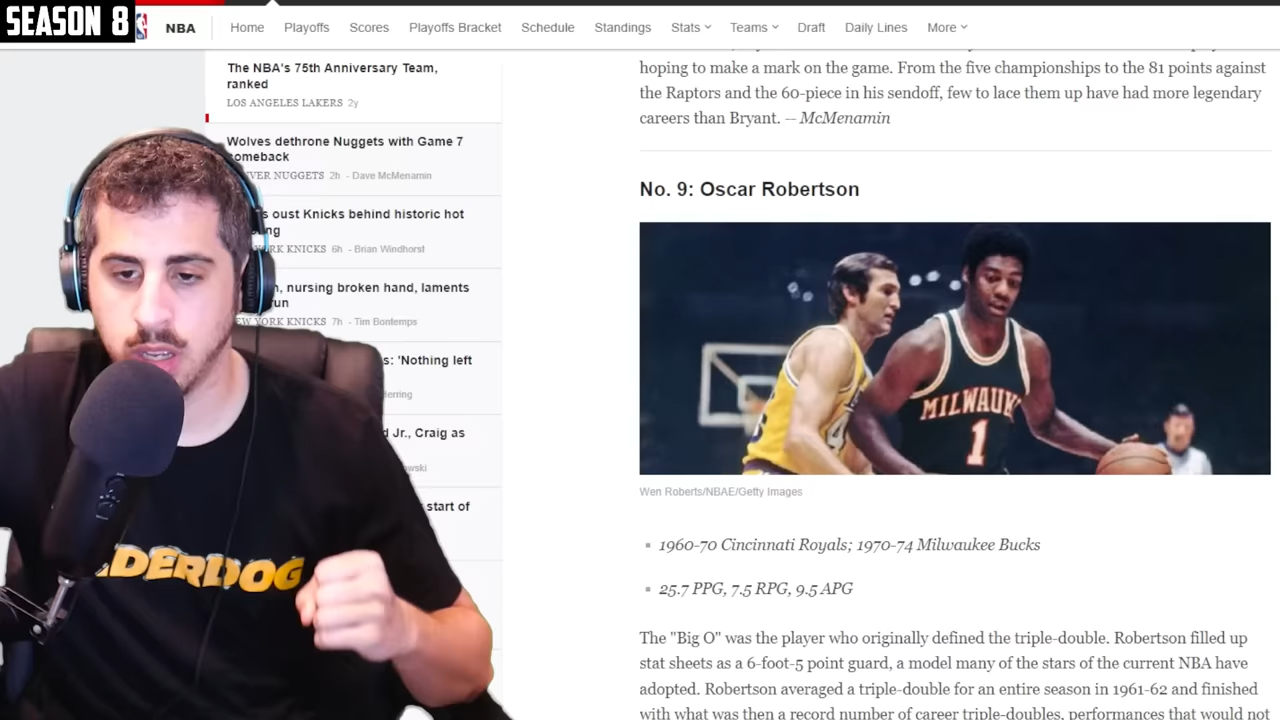 SEASON 8
NBA
Home
Playoffs
Scores
Playoffs Bracket
Schedule
Standings
Stats
Teams
Draft
Daily Lines
More
The NBA's 75th Anniversary Team,
ranked
LOS ANGELES LAKERS 2y
Wolves dethrone Nuggets with Game 7
comeback
VER NUGGETS 2h - Dave McMenamin
oust Knicks behind historic hot
YORK KNICKS 6h - Brian Windhorst
nursing broken hand, laments
run
EW YORK KNICKS 7h - Tim Bontemps
s: 'Nothing left
erring
d Jr., Craig as
owski
start of
DERDOG
hoping to make a mark on the game. From the five championships to the 81 points against
the Raptors and the 60-piece in his sendoff, few to lace them up have had more legendary
careers than Bryant. -- McMenamin
No. 9: Oscar Robertson
MILWAUK
1
4
Wen Roberts/NBAE/Getty Images
1960-70 Cincinnati Royals; 1970-74 Milwaukee Bucks
25.7 PPG, 7.5 RPG, 9.5 APG
The "Big O" was the player who originally defined the triple-double. Robertson filled up
stat sheets as a 6-foot-5 point guard, a model many of the stars of the current NBA have
adopted. Robertson averaged a triple-double for an entire season in 1961-62 and finished
with what was then a record number of career triple-doubles, performances that would not